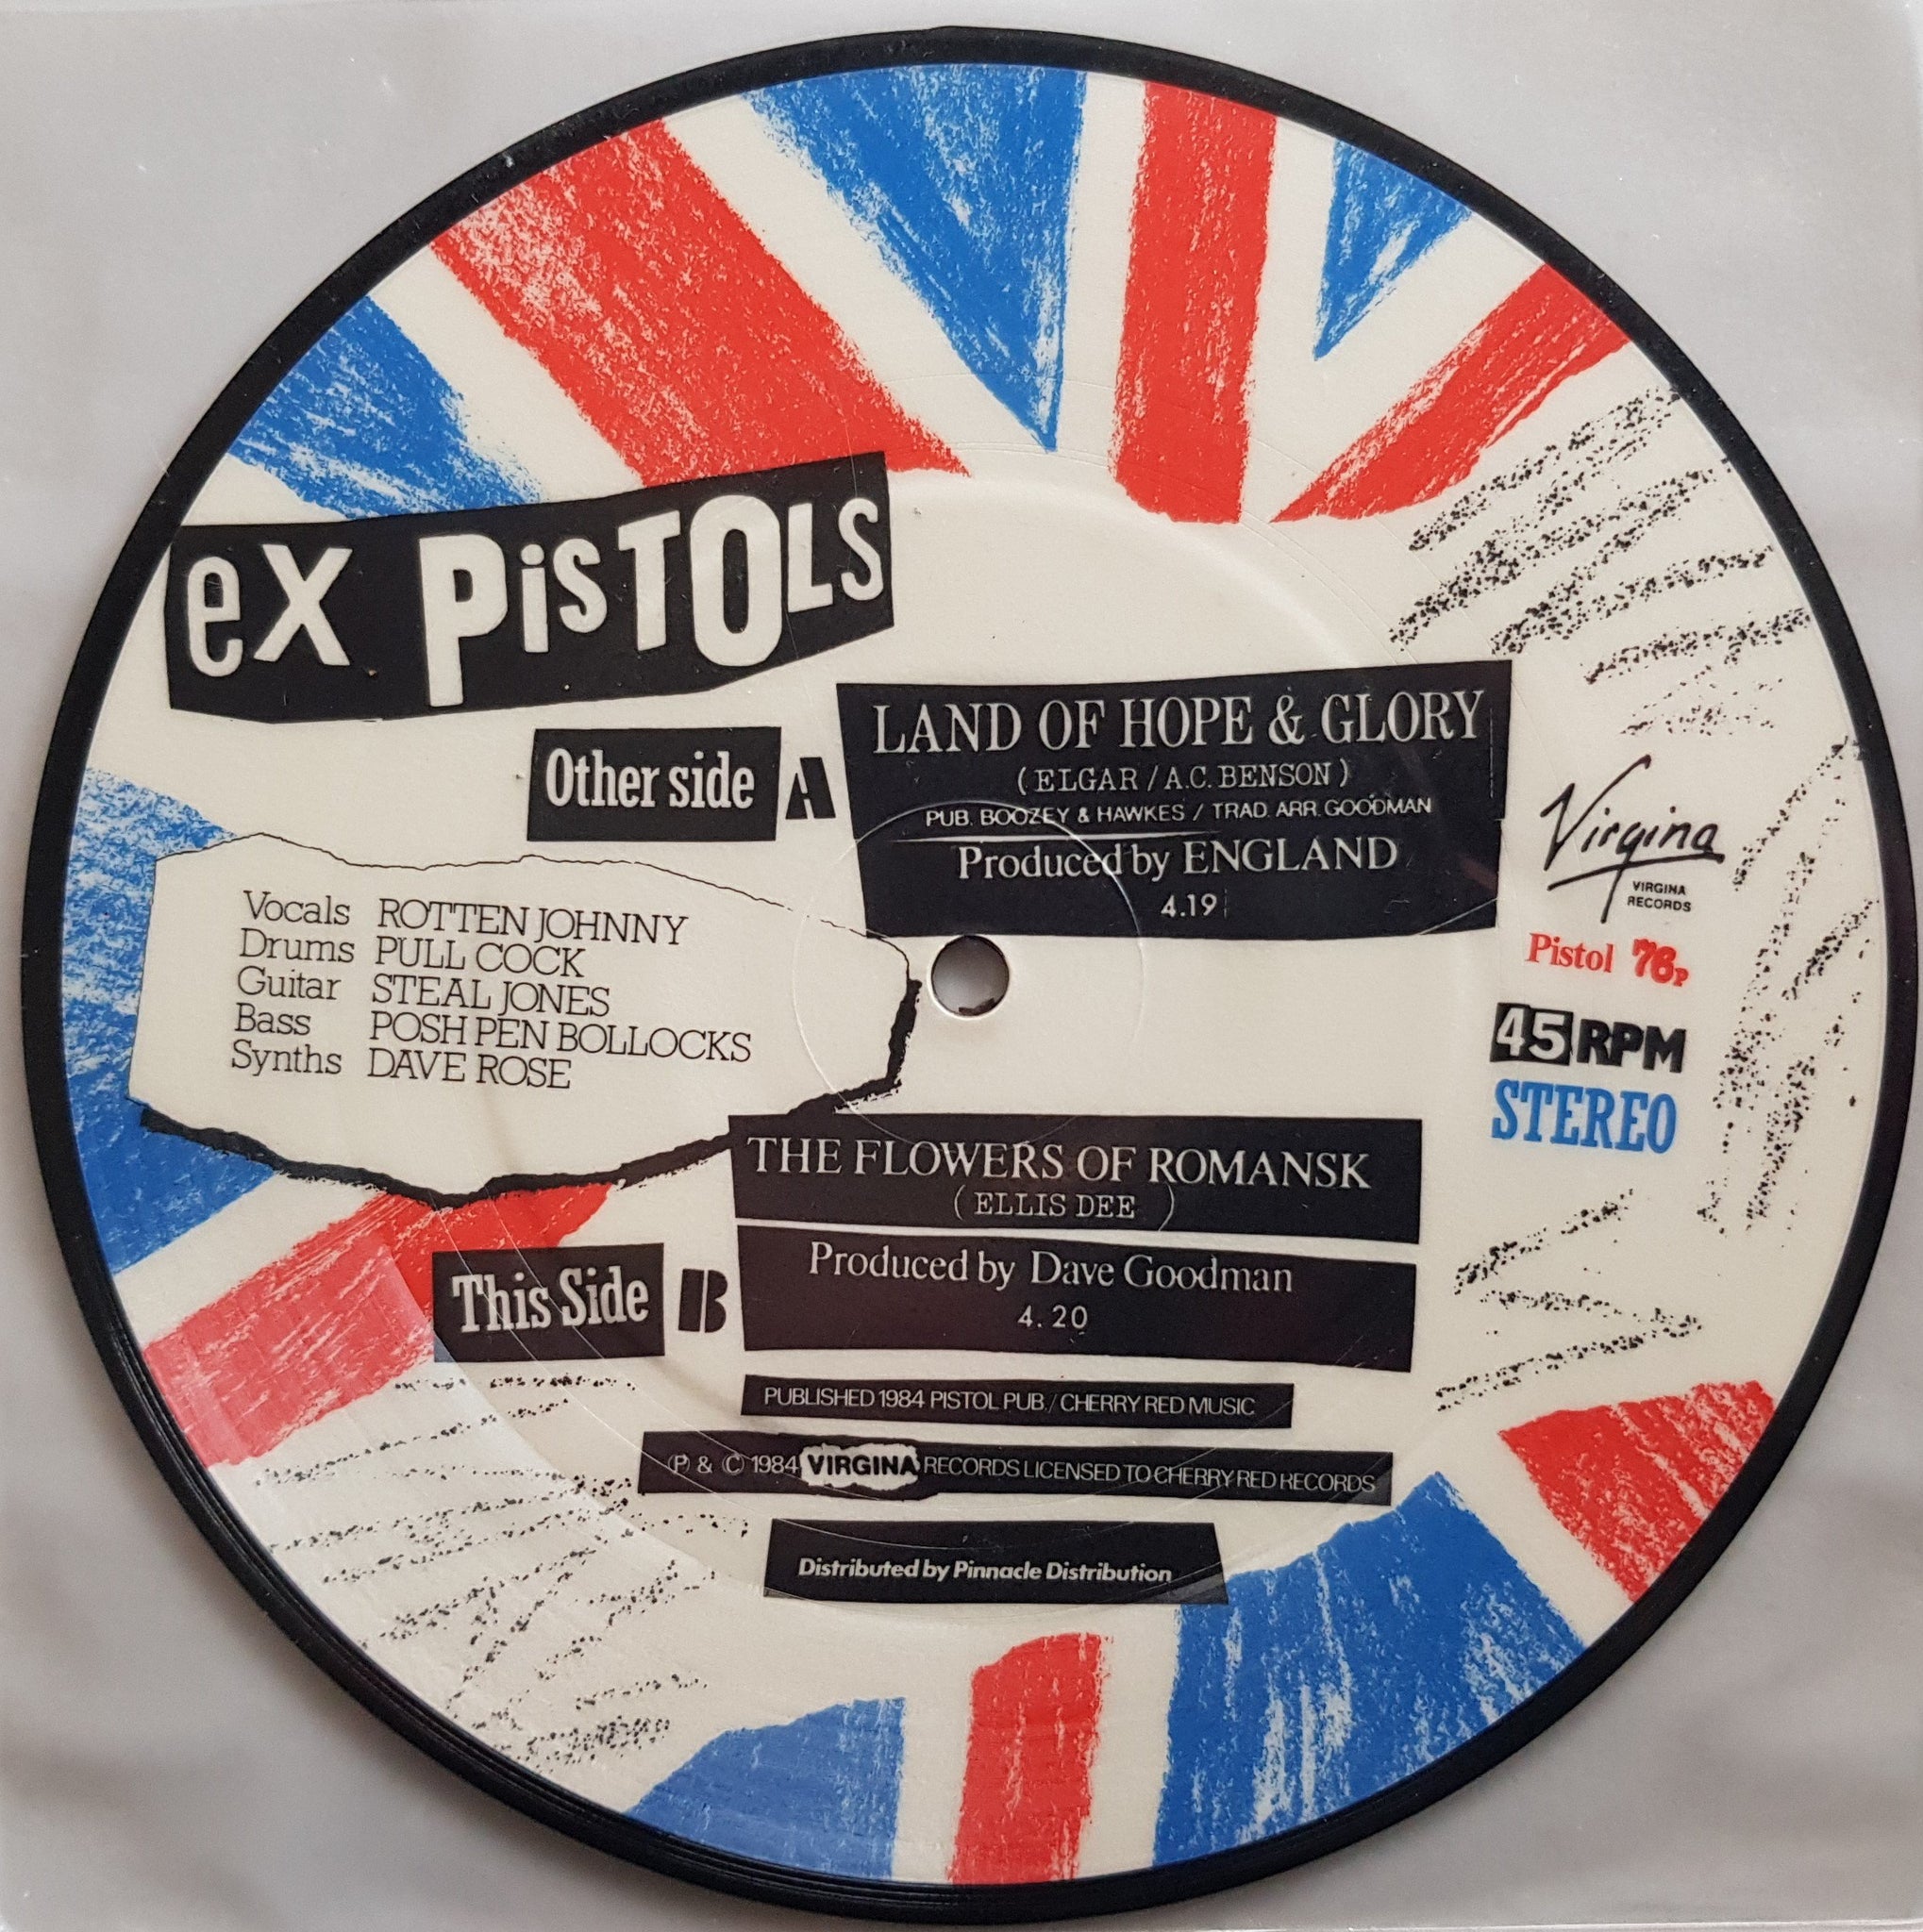 eX PiSTOLS
Other side A
LAND OF HOPE & GLORY
( ELGAR / A.C. BENSON )
PUB. BOOZEY & HAWKES / TRAD. ARR. GOODMAN
Produced by ENGLAND
4.19
Virgina
VIRGINA
RECORDS
Pistol 76P
45 RPM
STEREO
Vocals ROTTEN JOHNNY
Drums PULL COCK
Guitar STEAL JONES
Bass POSH PEN BOLLOCKS
Synths DAVE ROSE
This Side B
THE FLOWERS OF ROMANSK
( ELLIS DEE )
Produced by Dave Goodman
4.20
PUBLISHED 1984 PISTOL PUB./CHERRY RED MUSIC
Ⓟ & © 1984 VIRGINA RECORDS LICENSED TO CHERRY RED RECORDS
Distributed by Pinnacle Distribution